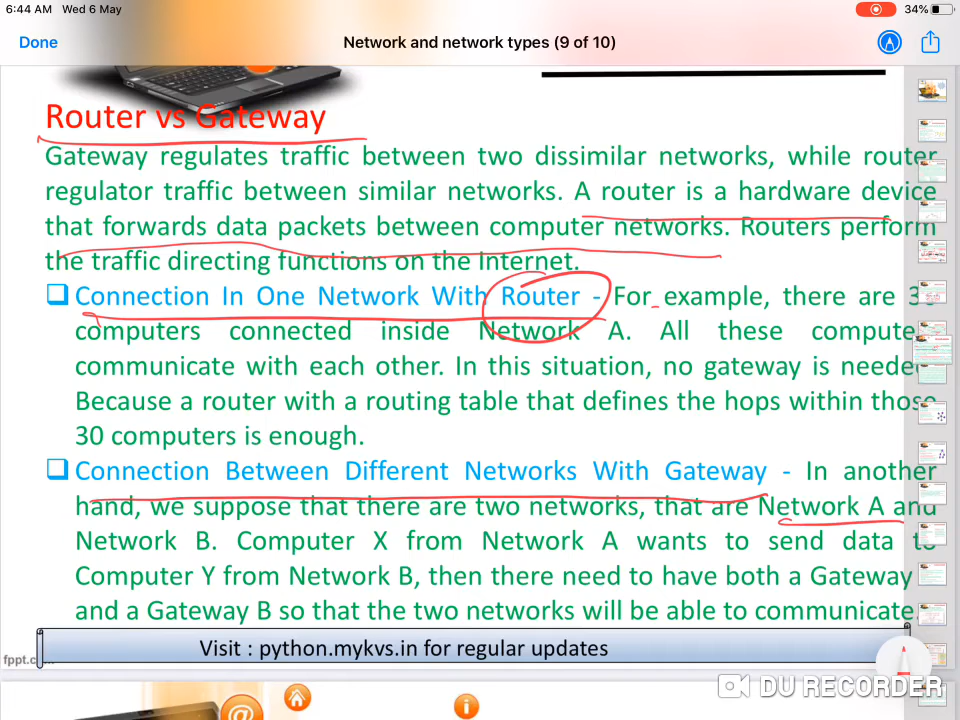 6:44 AM Wed 6 May
34%
Done
Network and network types (9 of 10)
Router vs Gateway
Gateway regulates traffic between two dissimilar networks, while router
regulator traffic between similar networks. A router is a hardware device
that forwards data packets between computer networks. Routers perform
the traffic directing functions on the Internet.
Connection In One Network With Router - For example, there are 30
computers connected inside Network A. All these compute
communicate with each other. In this situation, no gateway is neede
Because a router with a routing table that defines the hops within those
30 computers is enough.
Connection Between Different Networks With Gateway - In another
hand, we suppose that there are two networks, that are Network A and
Network B. Computer X from Network A wants to send data to
Computer Y from Network B, then there need to have both a Gateway
and a Gateway B so that the two networks will be able to communicate.
Visit : python.mykvs.in for regular updates
DU RECORDER